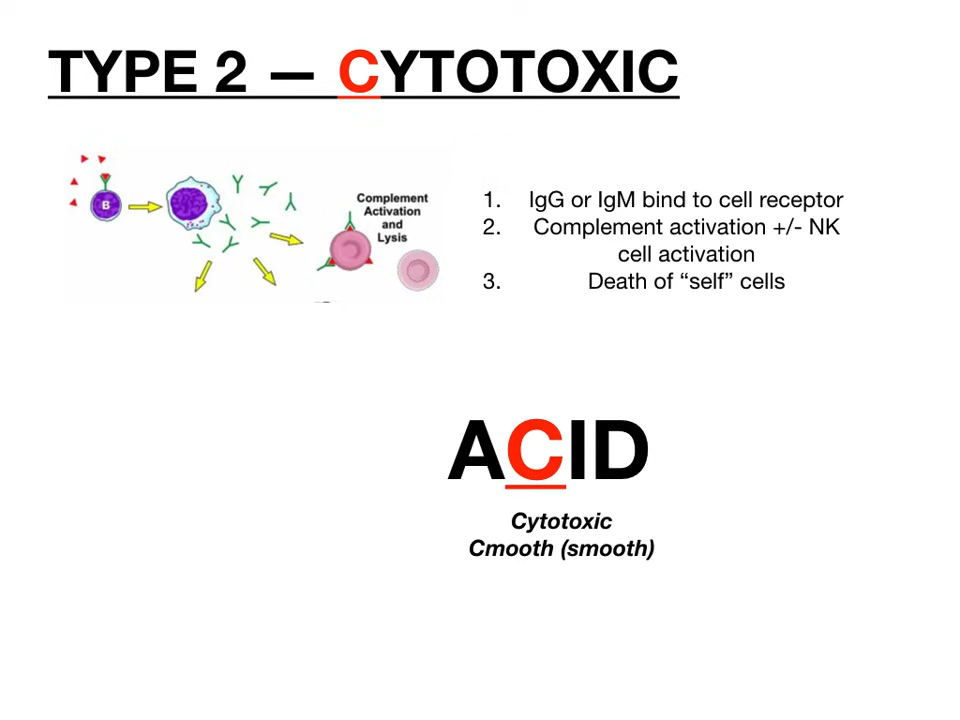 TYPE 2 — CYTOTOXIC
B
Complement
Activation
and
Lysis
1. IgG or IgM bind to cell receptor
2. Complement activation +/- NK
cell activation
3. Death of “self” cells
ACID
Cytotoxic
Cmooth (smooth)